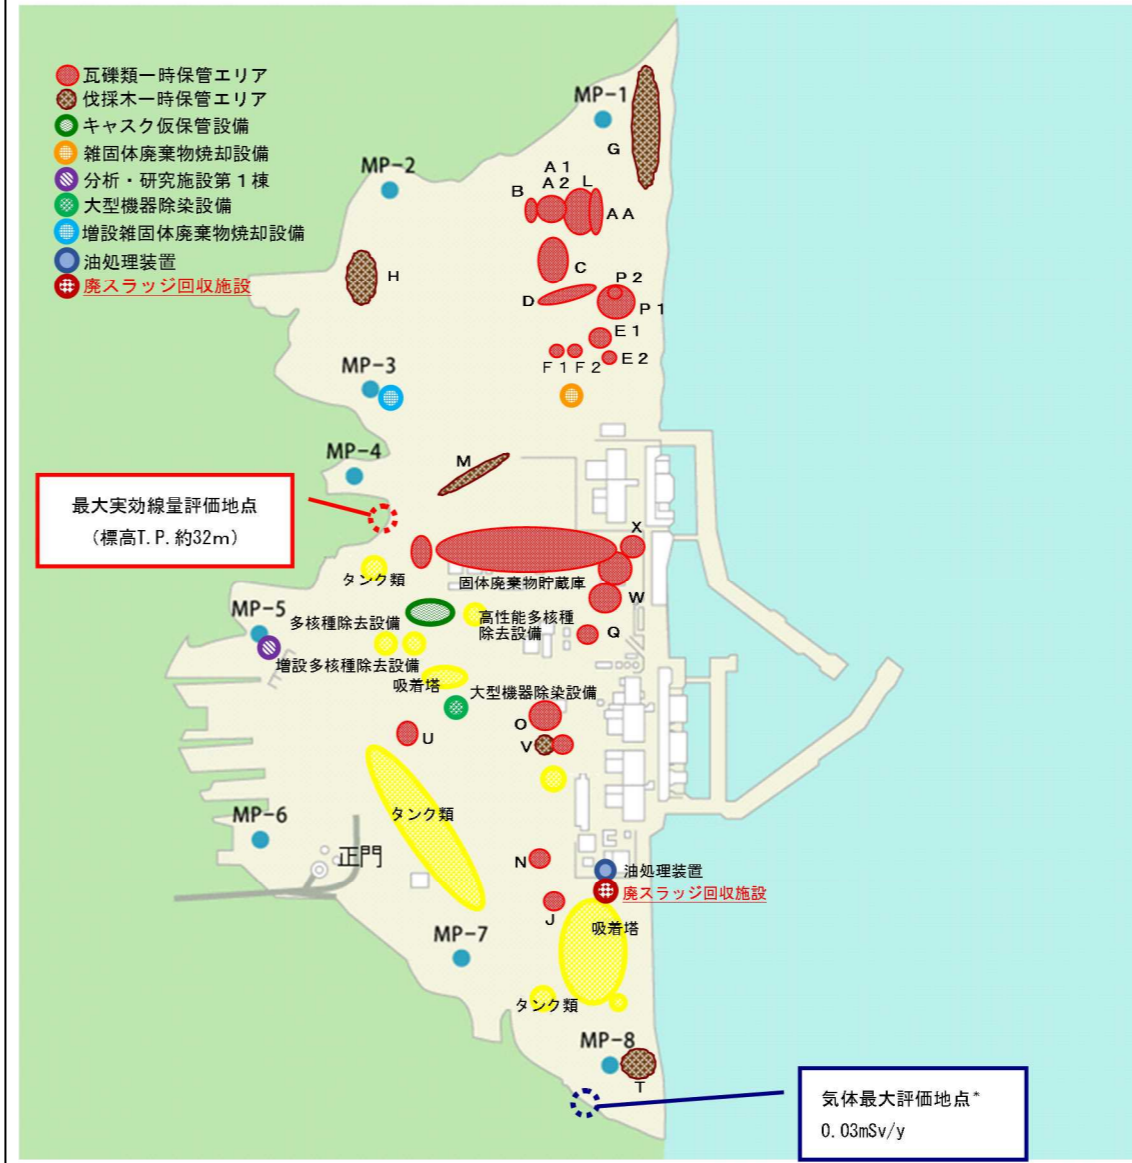 瓦礫類一時保管エリア
伐採木一時保管エリア
キャスク仮保管設備
雑固体廃棄物焼却設備
分析・研究施設第１棟
大型機器除染設備
増設雑固体廃棄物焼却設備
油処理装置
廃スラッジ回収施設
MP-1
G
MP-2
A1
A2
L
B
AA
H
C
P2
D
P1
E1
F1
F2
E2
MP-3
MP-4
M
最大実効線量評価地点
（標高T.P.約32m）
X
タンク類
固体廃棄物貯蔵庫
W
MP-5
多核種除去設備
高性能多核種
除去設備
Q
増設多核種除去設備
吸着塔
大型機器除染設備
O
U
V
タンク類
MP-6
正門
N
油処理装置
廃スラッジ回収施設
J
吸着塔
MP-7
タンク類
MP-8
T
気体最大評価地点*
0.03mSv/y